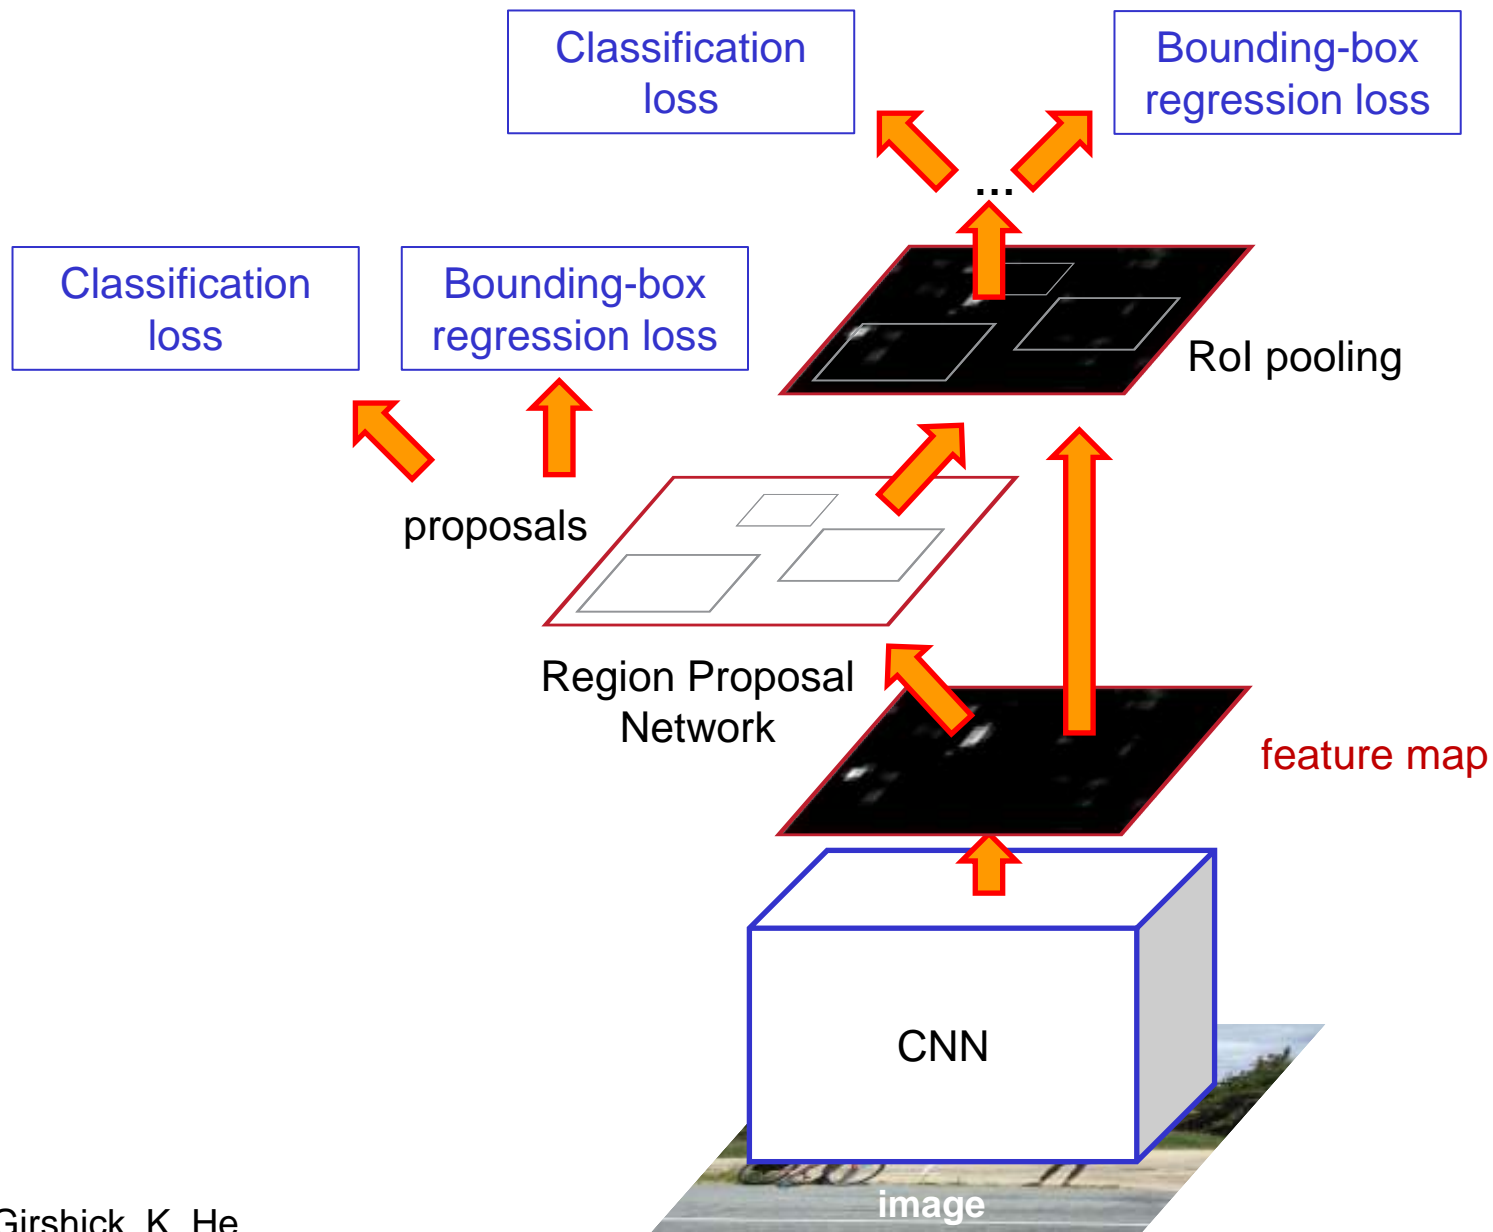 Classification
loss
Bounding-box
regression loss
...
Classification
loss
Bounding-box
regression loss
RoI pooling
proposals
Region Proposal
Network
feature map
CNN
image
Girshick, K. He